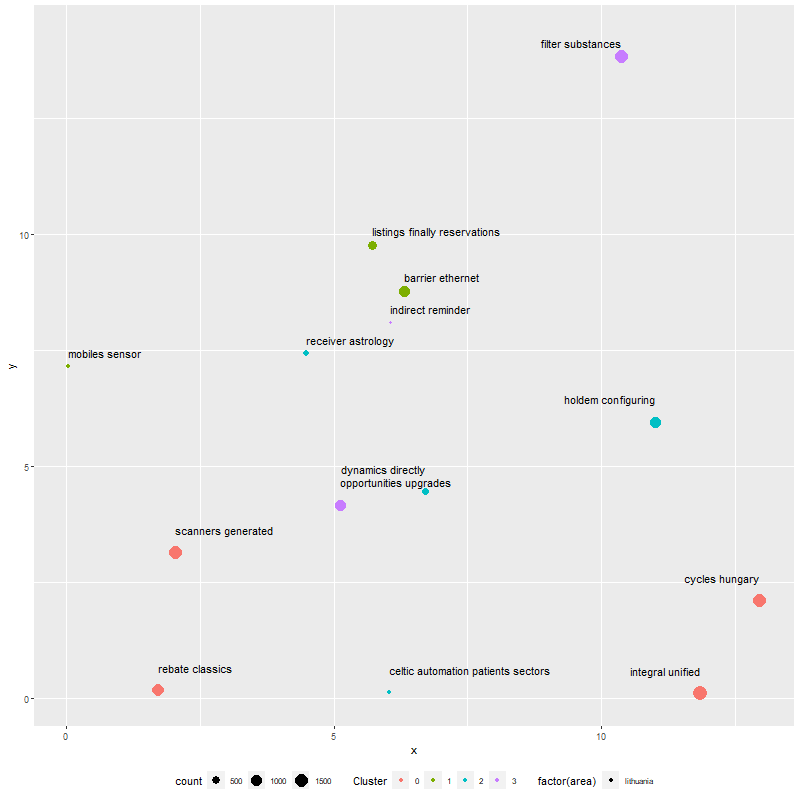 filter substances
10
listings finally reservations
barrier ethernet
indirect reminder
receiver astrology
mobiles sensor
y
holdem configuring
5
dynamics directly
opportunities upgrades
scanners generated
cycles hungary
rebate classics
celtic automation patients sectors
integral unified
0
0
5
10
x
count 500 1000 1500 Cluster 0 1 2 3 factor(area) lithuania